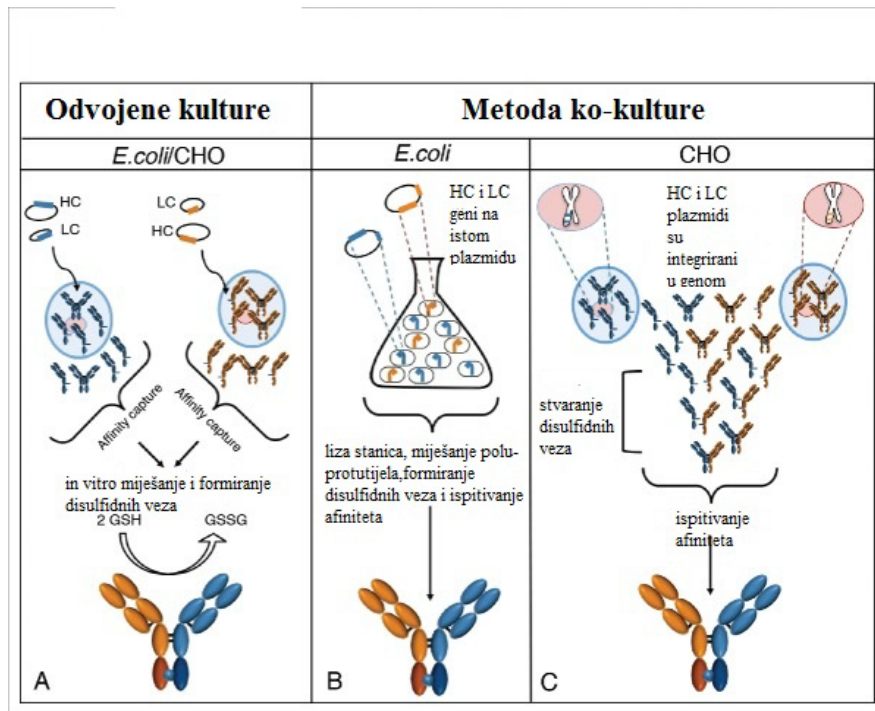 Odvojene kulture
Metoda ko-kulture
E.coli/CHO
E.coli
CHO
HC
LC
LC
HC
Affinity capture
Affinity capture
in vitro miješanje i formiranje
disulfidnih veza
2 GSH
GSSG
A
HC i LC
geni na
istom
plazmidu
liza stanica, miješanje polu-
protutijela,formiranje
disulfidnih veza i ispitivanje
afiniteta
B
HC i LC
plazmidi
su
integrirani
u genom
stvaranje
disulfidnih
veza
ispitivanje
afiniteta
C